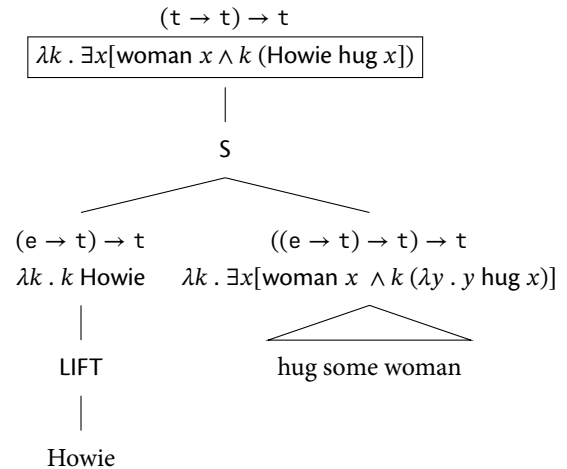 (t → t) → t
λk . ∃x[woman x ∧ k (Howie hug x])
S
(e → t) → t
((e → t) → t) → t
λk . k Howie
λk . ∃x[woman x ∧ k (λy . y hug x)]
LIFT
hug some woman
Howie